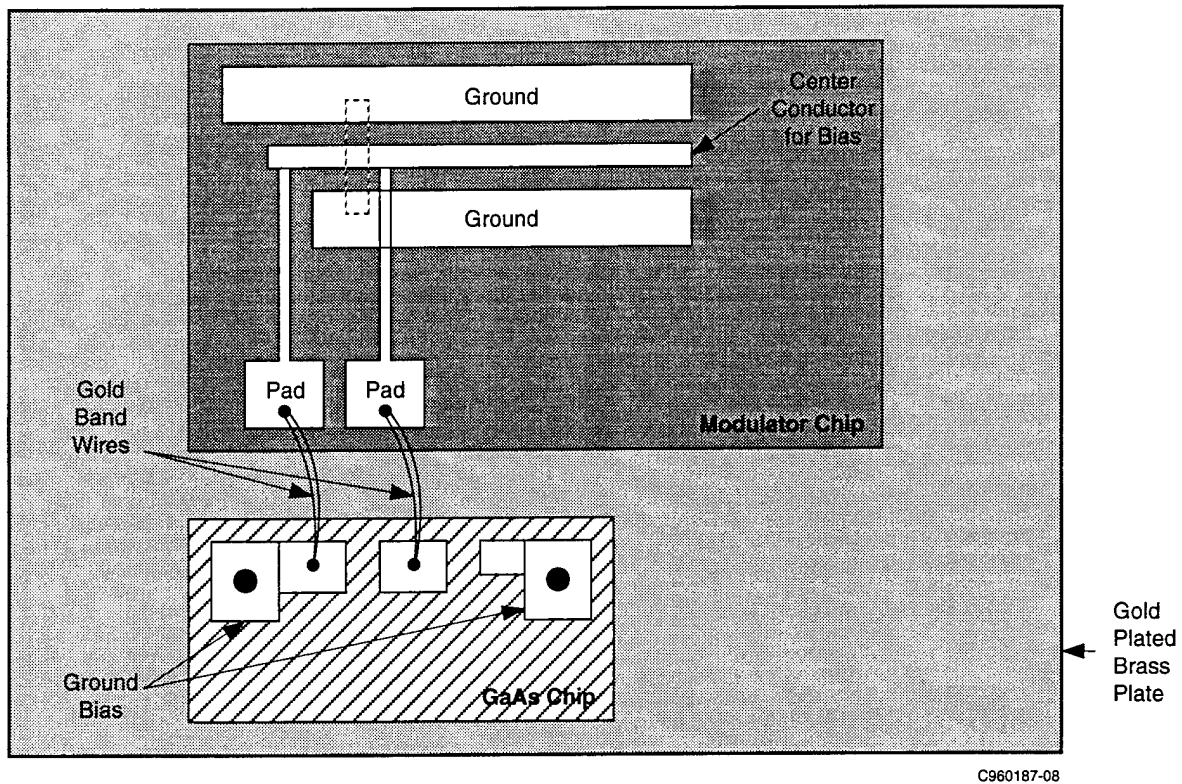 Ground
Center
Conductor
for Bias
Ground
Pad
Pad
Gold
Band
Wires
Modulator Chip
Gold
Plated
Brass
Plate
Ground
Bias
GaAs Chip
C960187-08